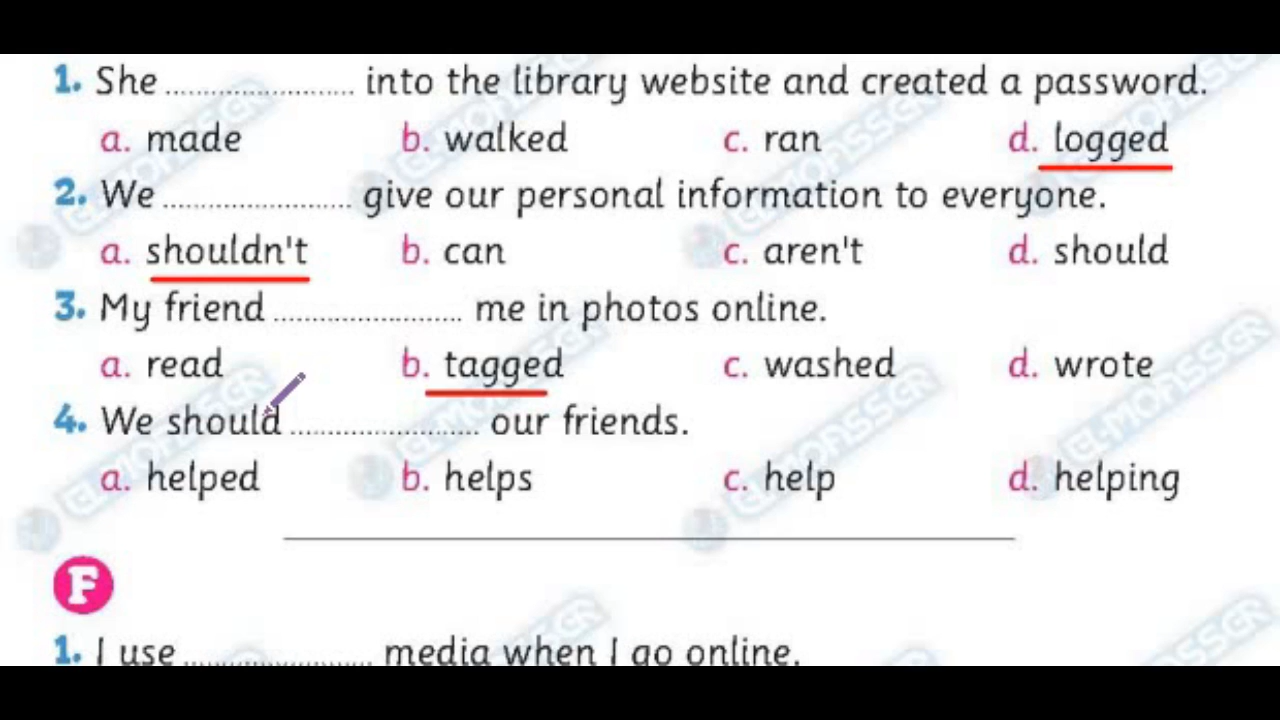 1. She ........................ into the library website and created a password.
a. made b. walked c. ran d. logged
2. We ........................ give our personal information to everyone.
a. shouldn't b. can c. aren't d. should
3. My friend ........................ me in photos online.
a. read b. tagged c. washed d. wrote
4. We should ........................ our friends.
a. helped b. helps c. help d. helping
F
1. I use ........................ media when I go online.